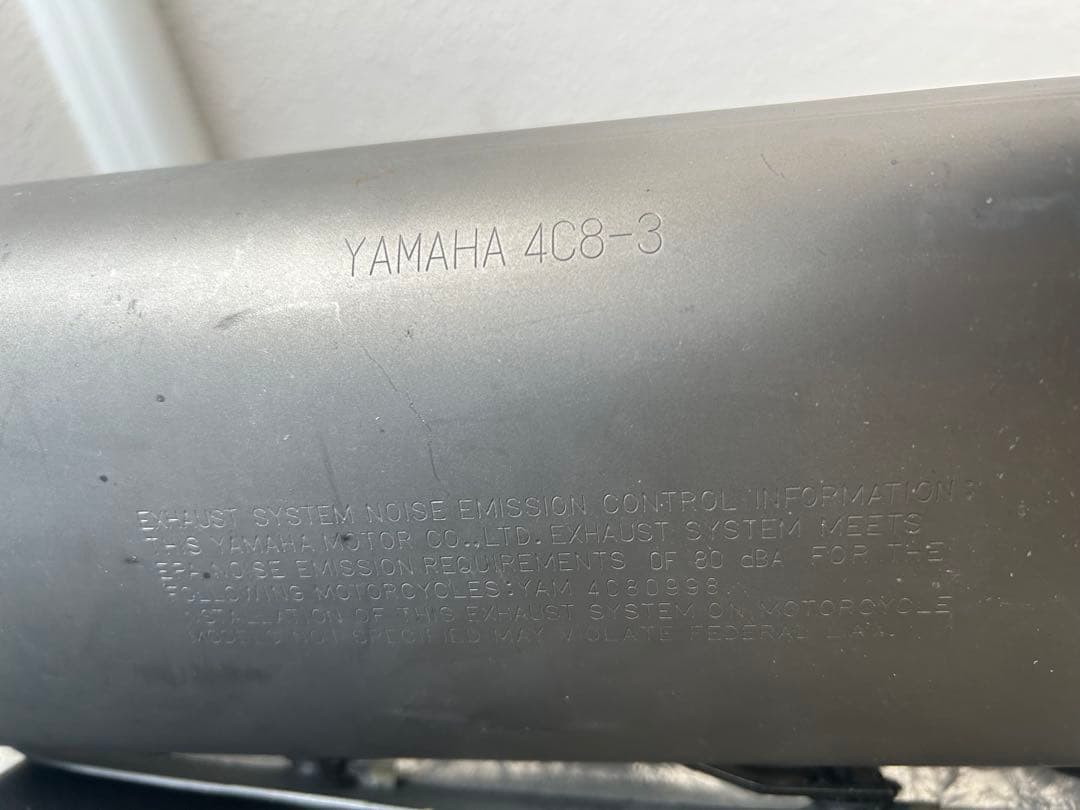 YAMAHA 4C8-3
EXHAUST SYSTEM NOISE EMISSION CONTROL INFORMATION:
THIS YAMAHA MOTOR CO.,LTD. EXHAUST SYSTEM MEETS
EPA NOISE EMISSION REQUIREMENTS OF 80 dBA FOR THE
FOLLOWING MOTORCYCLES:YAM 4C80998
INSTALLATION OF THIS EXHAUST SYSTEM ON MOTORCYCLE
MODELS NOT SPECIFIED MAY VIOLATE FEDERAL LAW.